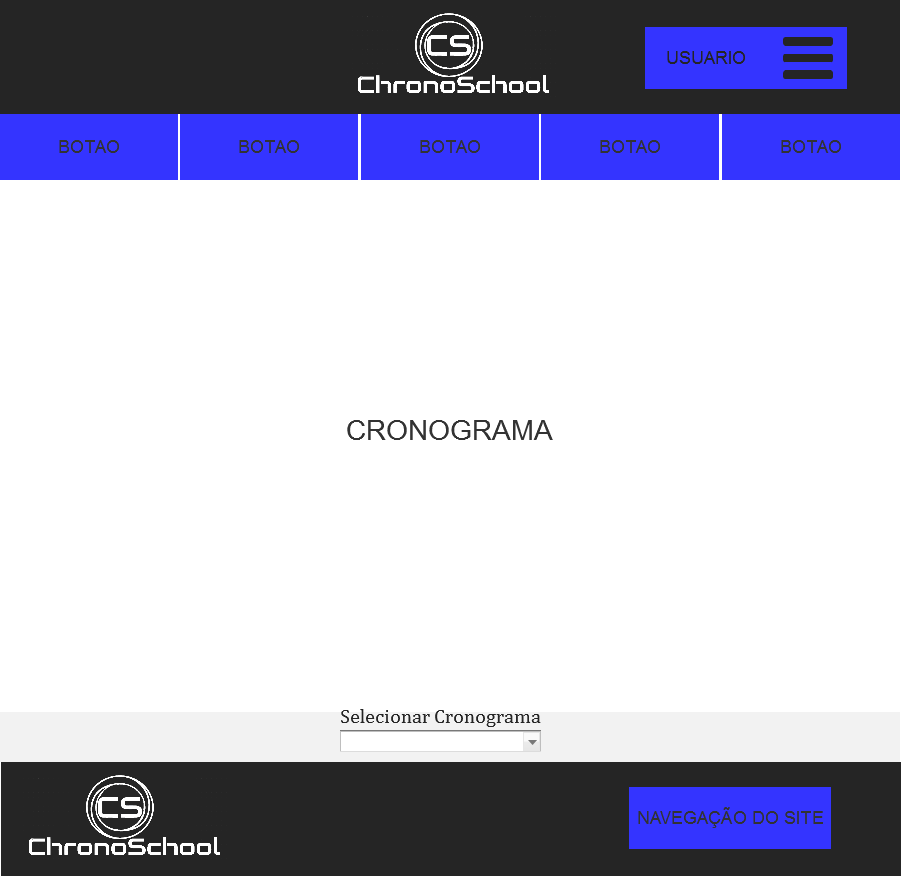 CS
ChronoSchool
USUARIO
BOTAO BOTAO BOTAO BOTAO BOTAO
CRONOGRAMA
Selecionar Cronograma
CS
ChronoSchool
NAVEGAÇÃO DO SITE